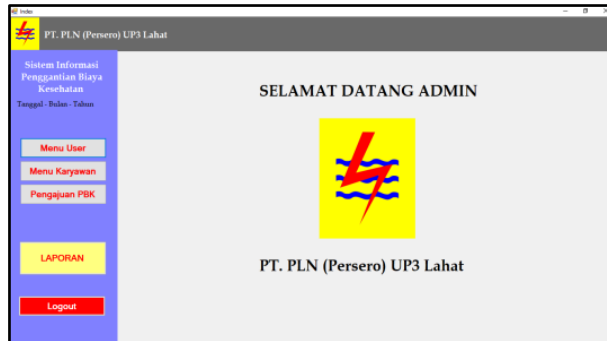 Index
PT. PLN (Persero) UP3 Lahat
Sistem Informasi
Penggantian Biaya
Kesehatan
Tanggal - Bulan - Tahun
Menu User
Menu Karyawan
Pengajuan PBK
LAPORAN
Logout
SELAMAT DATANG ADMIN
PT. PLN (Persero) UP3 Lahat